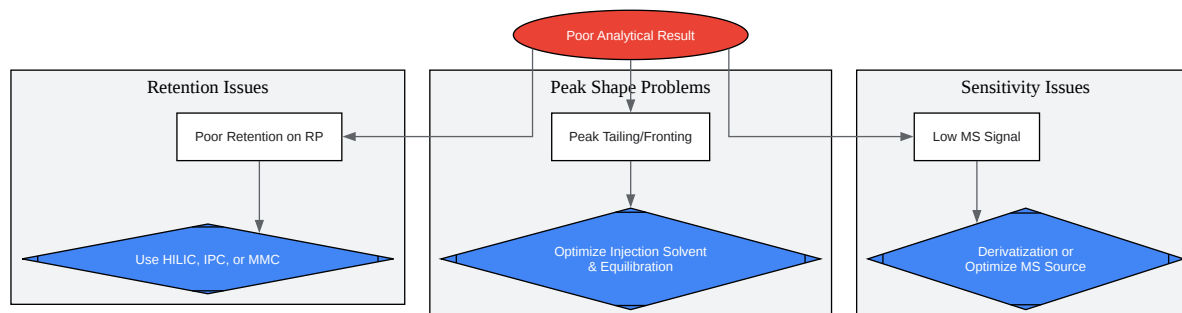 Poor Analytical Result
Retention Issues
Peak Shape Problems
Sensitivity Issues
Poor Retention on RP
Peak Tailing/Fronting
Low MS Signal
Use HILIC, IPC, or MMC
Optimize Injection Solvent
& Equilibration
Derivatization or
Optimize MS Source